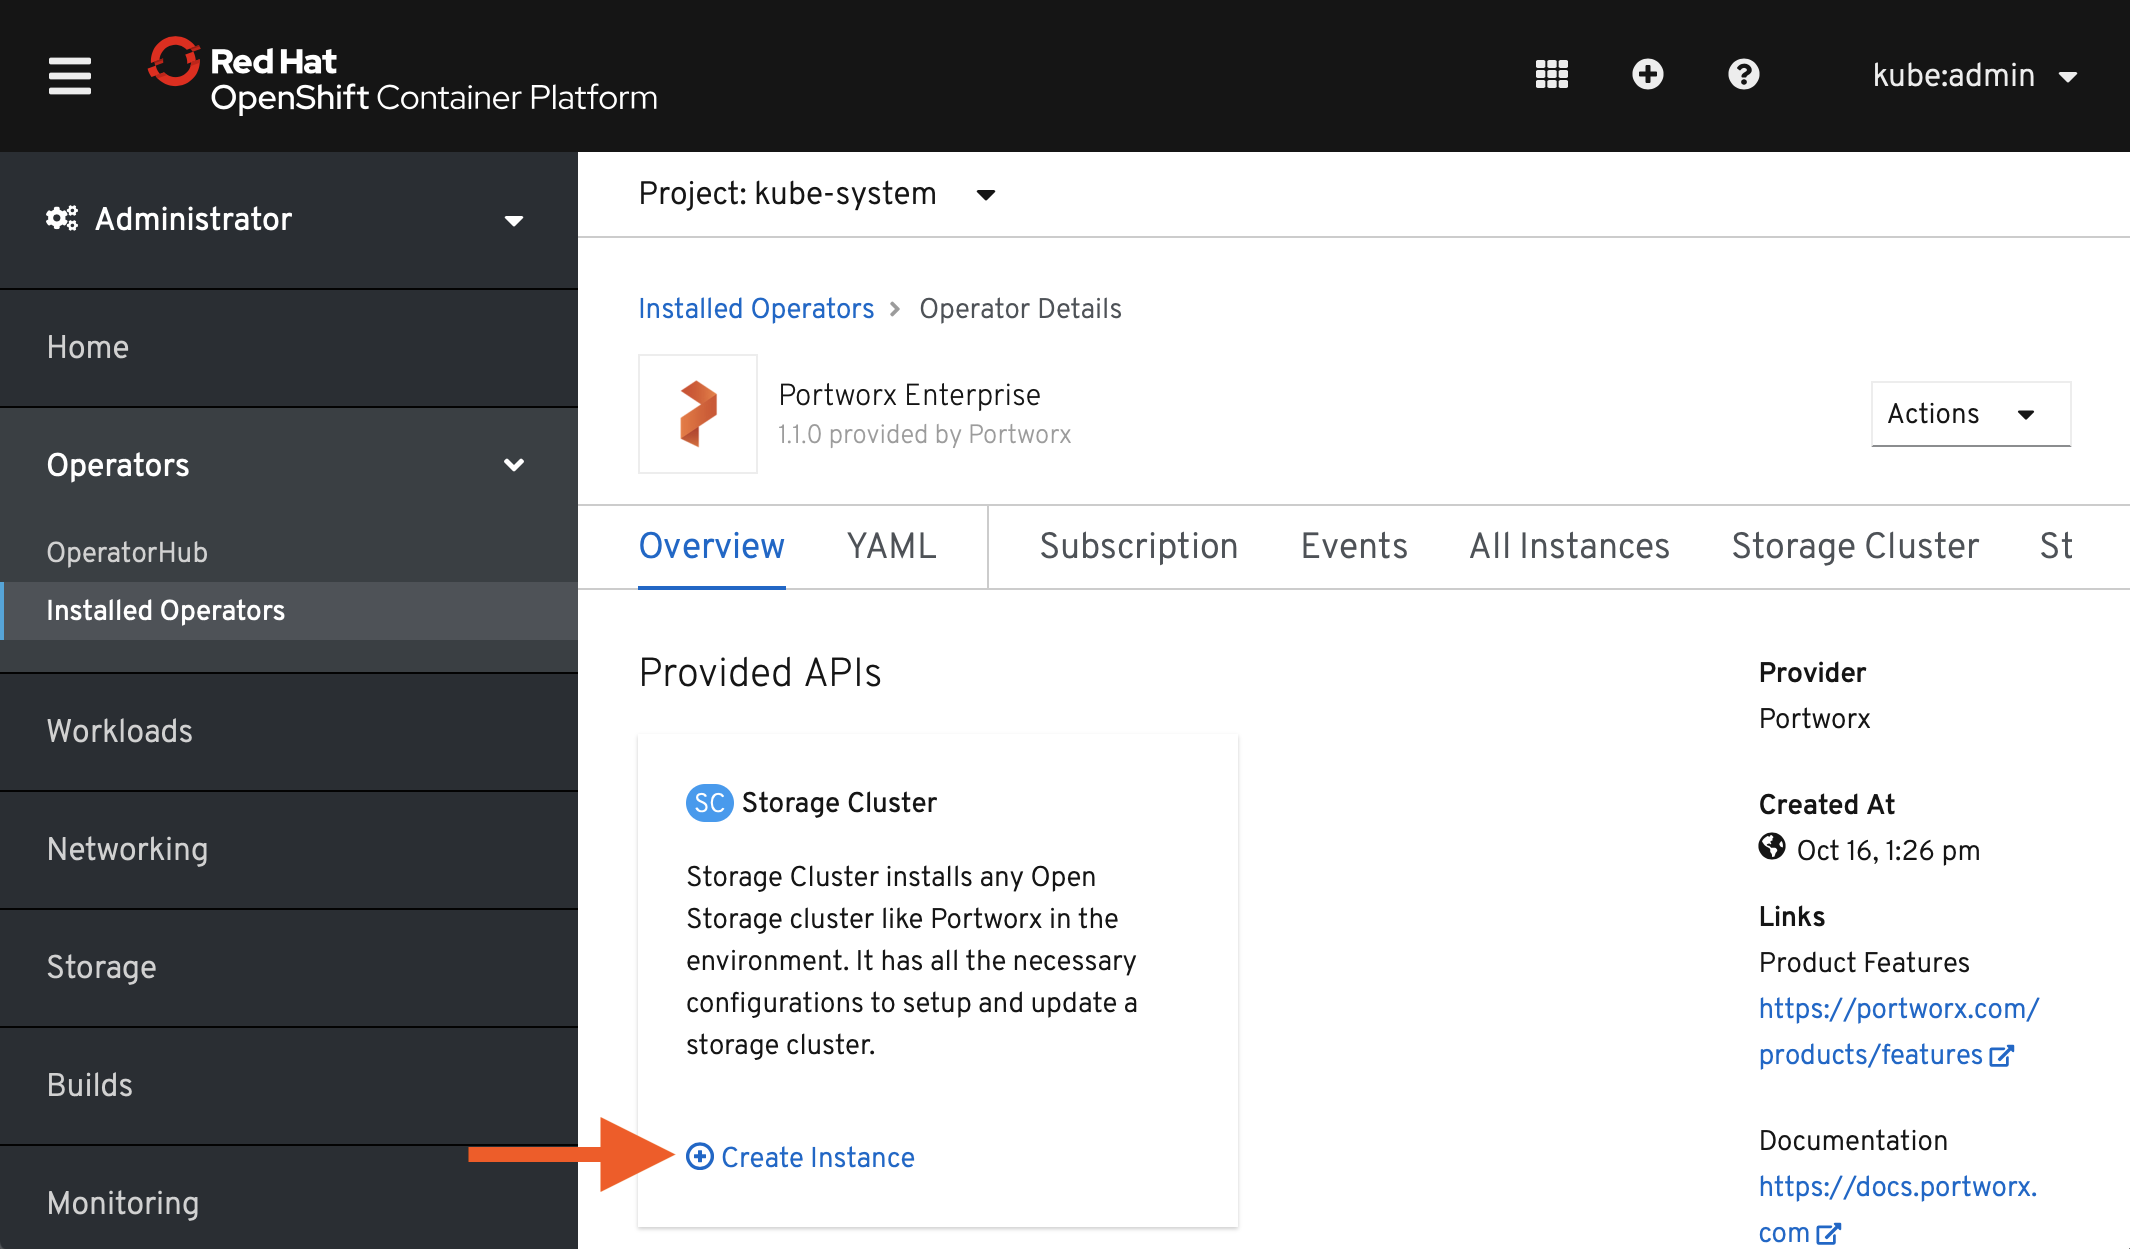 Red Hat
OpenShift Container Platform
kube:admin
Administrator
Home
Operators
OperatorHub
Installed Operators
Workloads
Networking
Storage
Builds
Monitoring
Project: kube-system
Installed Operators > Operator Details
Portworx Enterprise
1.1.0 provided by Portworx
Actions
Overview YAML Subscription Events All Instances Storage Cluster St
Provided APIs
SC Storage Cluster
Storage Cluster installs any Open
Storage cluster like Portworx in the
environment. It has all the necessary
configurations to setup and update a
storage cluster.
Create Instance
Provider
Portworx
Created At
Oct 16, 1:26 pm
Links
Product Features
https://portworx.com/
products/features
Documentation
https://docs.portworx.
com